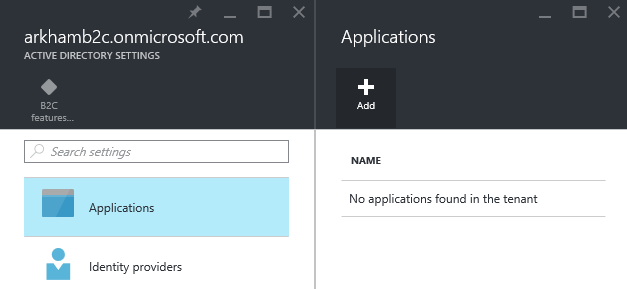 arkhamb2c.onmicrosoft.com
ACTIVE DIRECTORY SETTINGS
B2C
features...
Search settings
Applications
Identity providers
Applications
Add
NAME
No applications found in the tenant